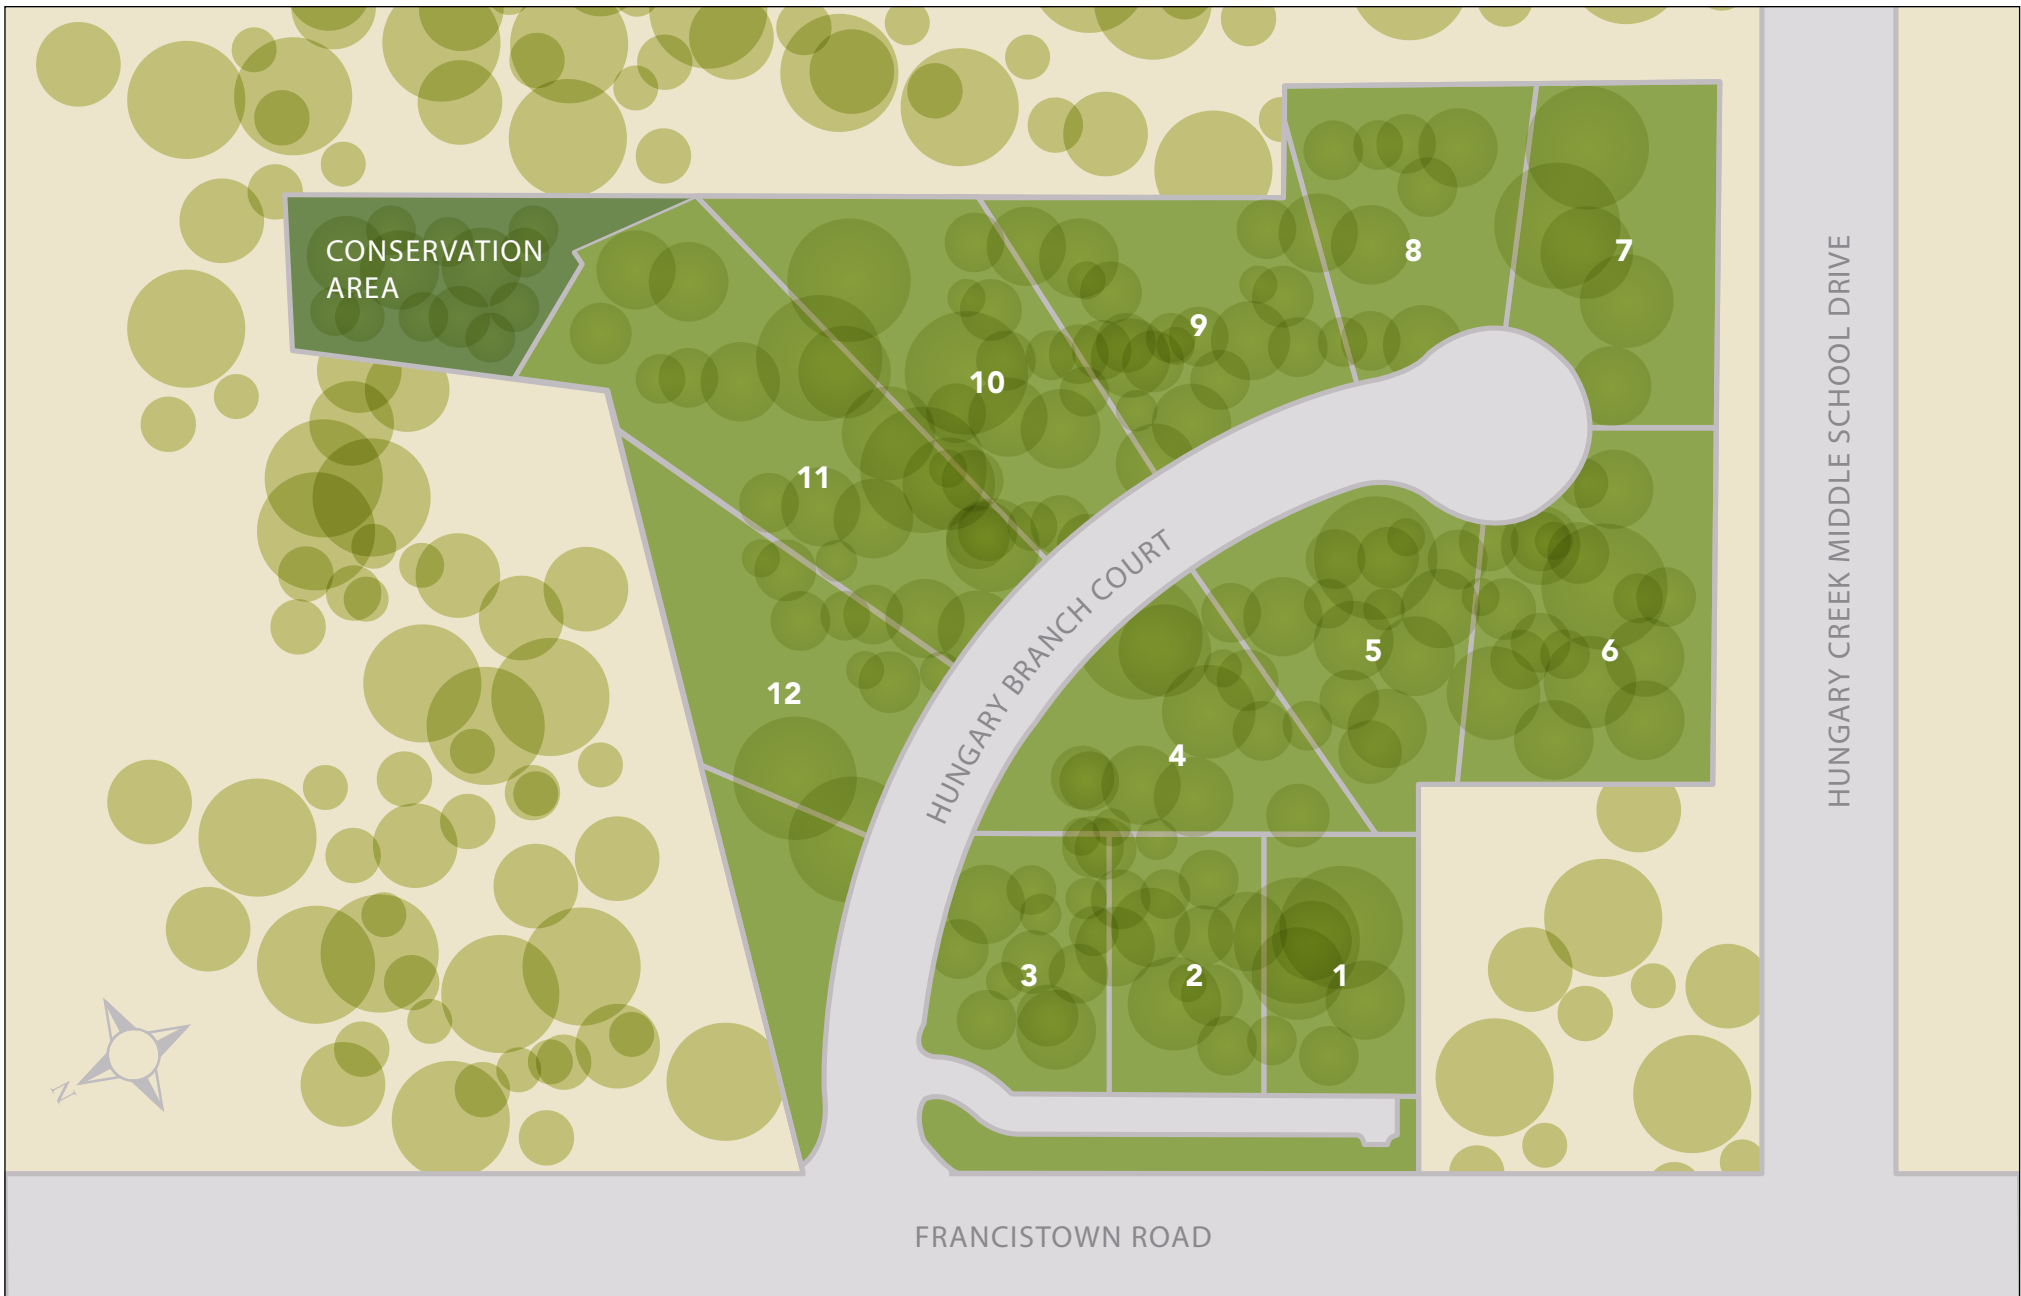 CONSERVATION
AREA
8
7
9
10
11
5
6
12
4
3
2
1
HUNGARY BRANCH COURT
HUNGARY CREEK MIDDLE SCHOOL DRIVE
N
FRANCISTOWN ROAD